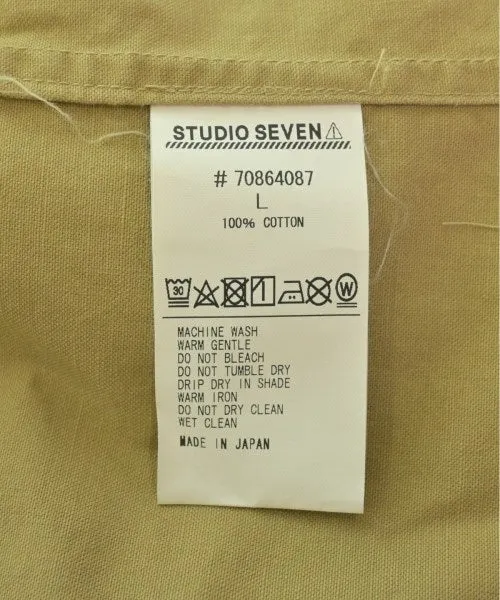 STUDIO SEVEN
# 70864087
L
100% COTTON
30 W
MACHINE WASH
WARM GENTLE
DO NOT BLEACH
DO NOT TUMBLE DRY
DRIP DRY IN SHADE
WARM IRON
DO NOT DRY CLEAN
WET CLEAN
MADE IN JAPAN